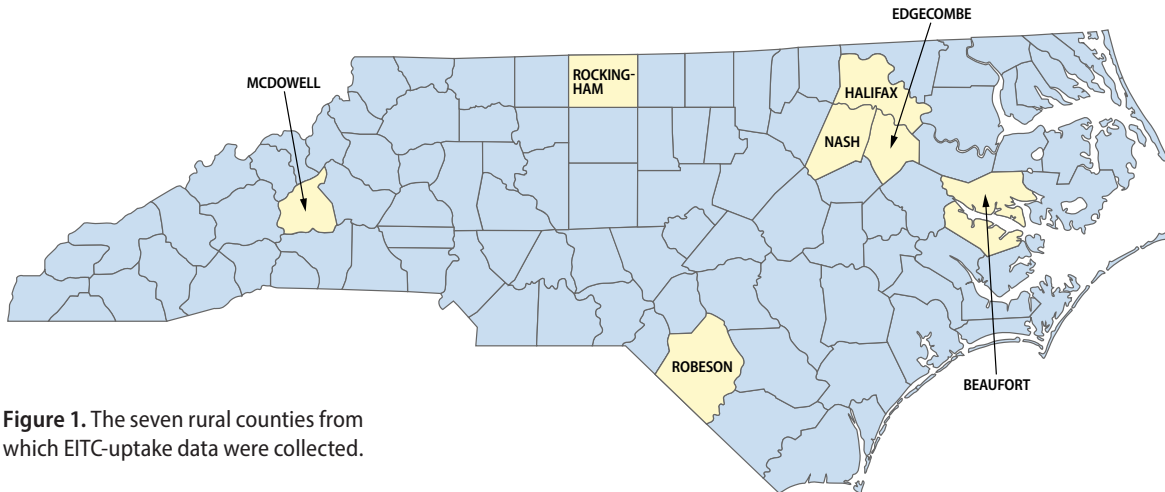 EDGECOMBE
MCDOWELL
ROCKING-
HAM
HALIFAX
NASH
ROBESON
BEAUFORT
Figure 1. The seven rural counties from
which EITC-uptake data were collected.